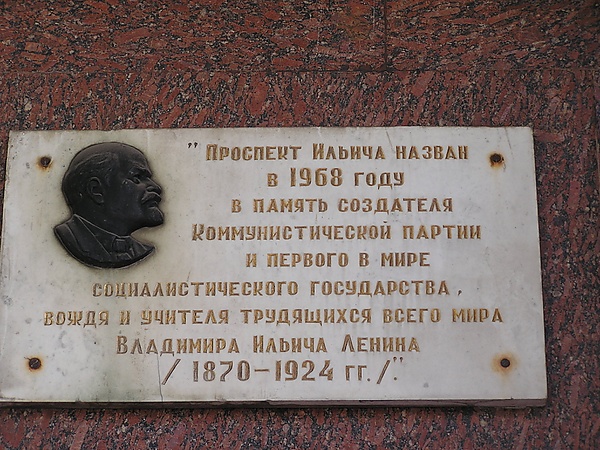 "Проспект Ильича назван
в 1968 году
в память создателя
Коммунистической партии
и первого в мире
социалистического государства,
вождя и учителя трудящихся всего мира
Владимира Ильича Ленина
/1870-1924 гг./."